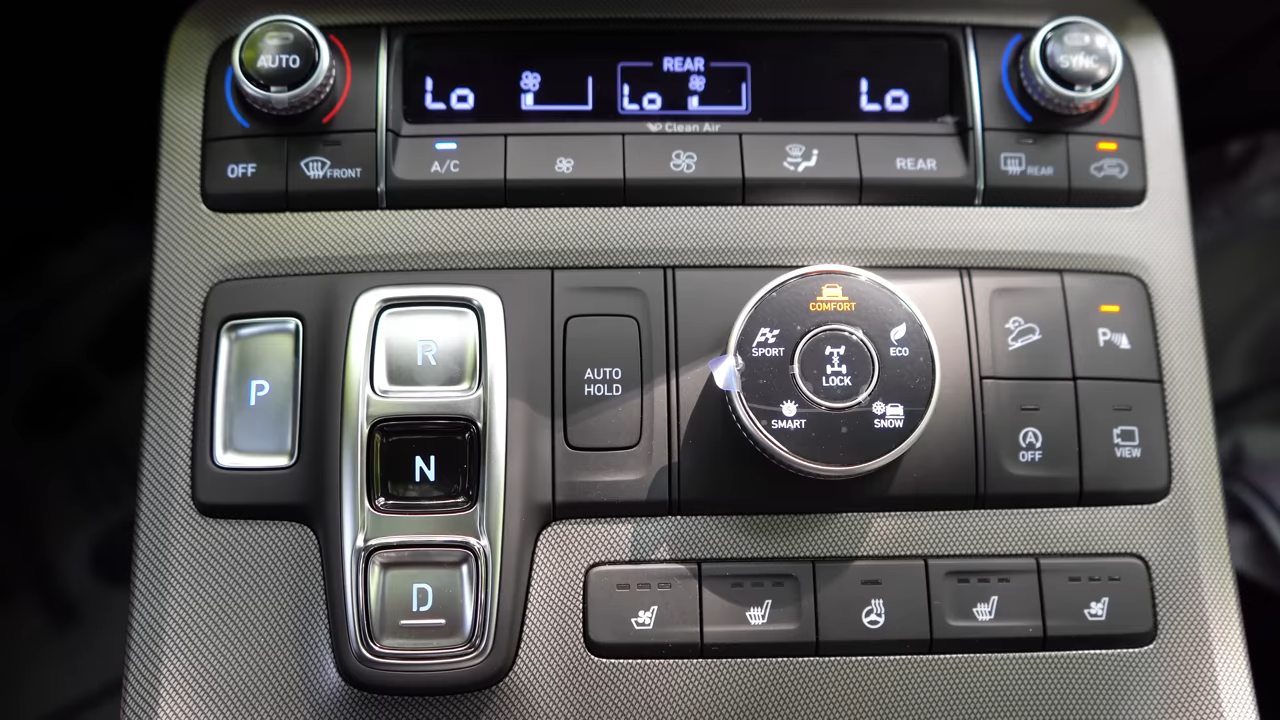 AUTO
Lo
REAR
Lo
Lo
SYNC
Clean Air
OFF
FRONT
A/C
REAR
REAR
P
R
N
D
AUTO
HOLD
COMFORT
SPORT
ECO
LOCK
SMART
SNOW
P
A
OFF
VIEW